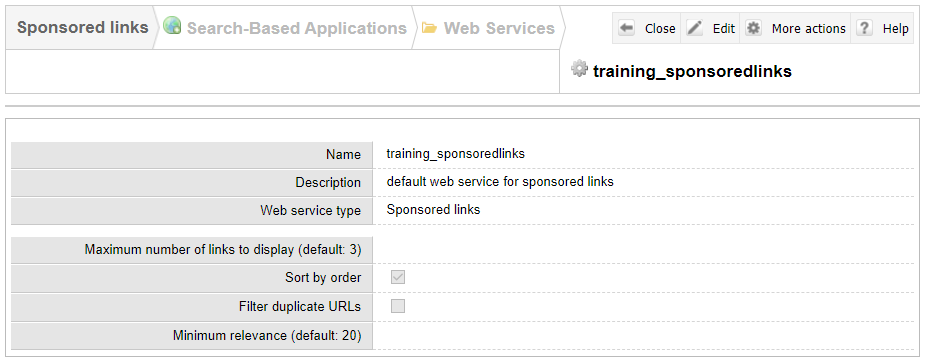 Sponsored links Search-Based Applications Web Services Close Edit More actions Help
training_sponsoredlinks
Name training_sponsoredlinks
Description default web service for sponsored links
Web service type Sponsored links
Maximum number of links to display (default: 3)
Sort by order
Filter duplicate URLs
Minimum relevance (default: 20)